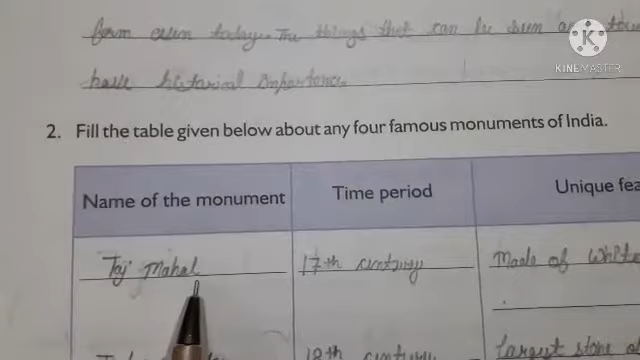 form even today. The things that can be seen
have historical importance.
KINEMASTER
2. Fill the table given below about any four famous monuments of India.
Name of the monument Time period Unique fea
Taj Mahal 17th century Made of White
18th century largest stone